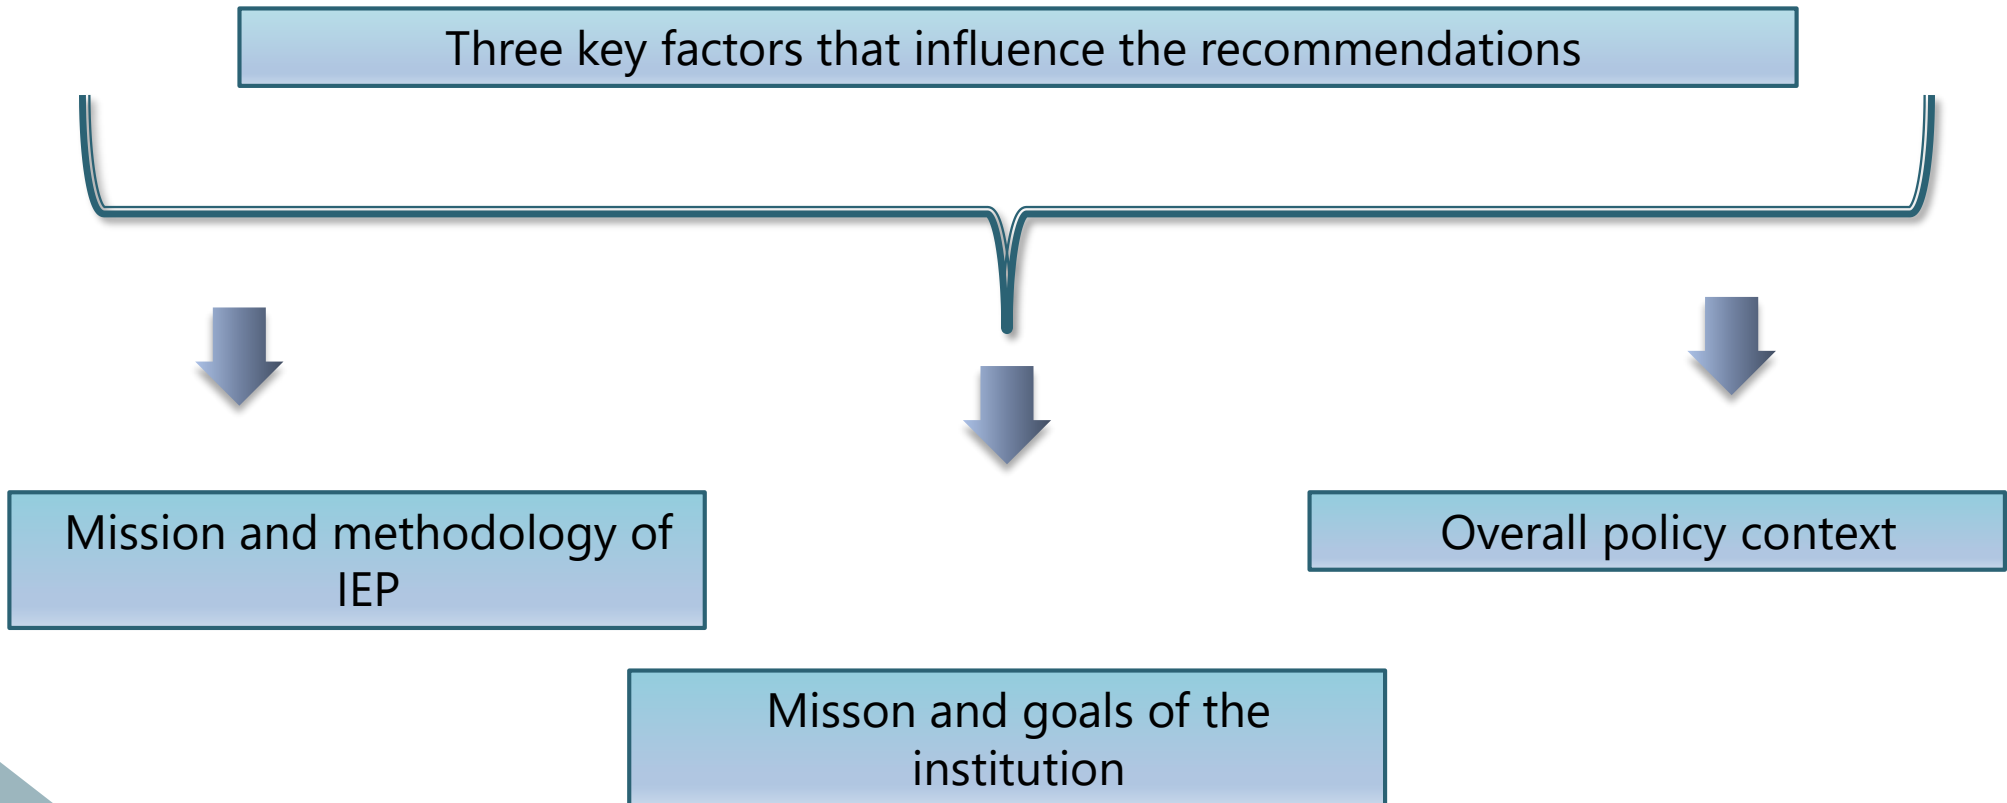 Three key factors that influence the recommendations
Mission and methodology of
IEP
Overall policy context
Misson and goals of the
institution